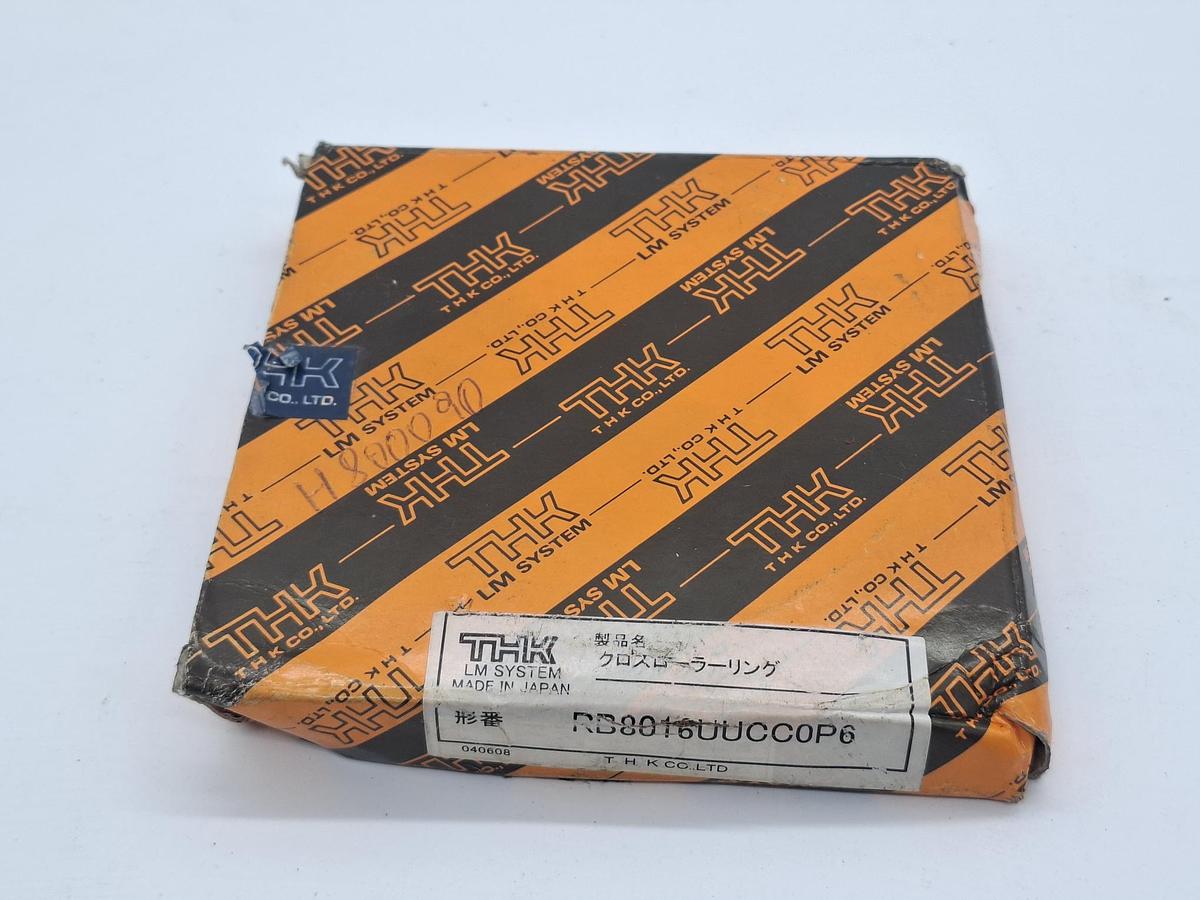 THK
THK CO., LTD.
THK
LM SYSTEM
THK
CO., LTD.
H800090
THK
LM SYSTEM
MADE IN JAPAN
製品名
クロスローラーリング
形番
RB8016UUCC0P6
040608
T H K CO.,LTD